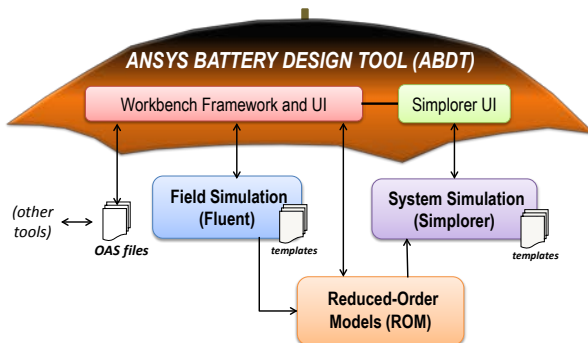 ANSYS BATTERY DESIGN TOOL (ABDT)
Workbench Framework and UI
Simplorer UI
(other
tools)
OAS files
Field Simulation
(Fluent)
templates
System Simulation
(Simplorer)
templates
Reduced-Order
Models (ROM)